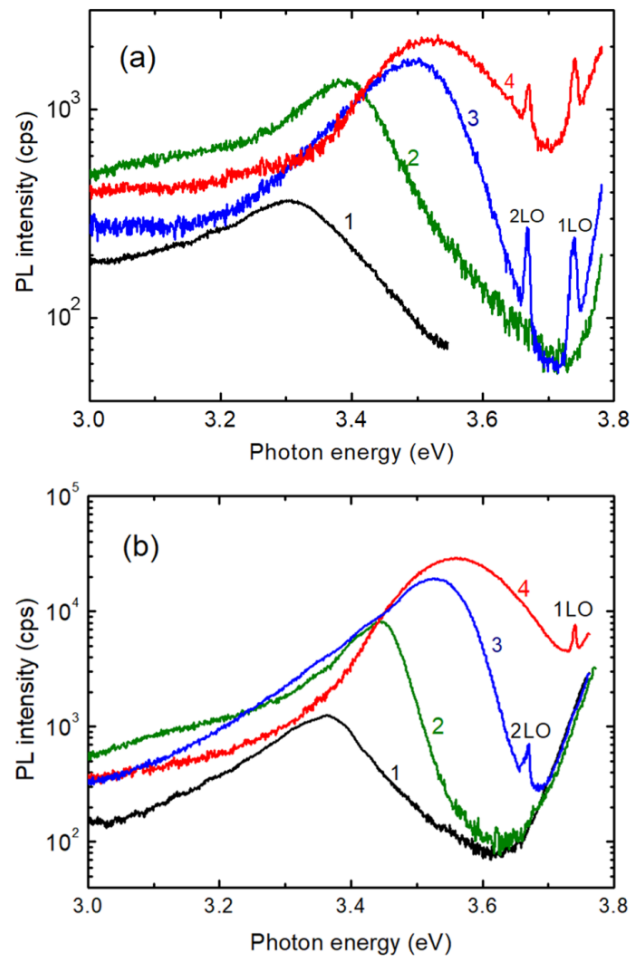 (a)
10³
10²
PL intensity (cps)
1
2
3
4
2LO
1LO
3.0 3.2 3.4 3.6 3.8
Photon energy (eV)
(b)
10⁵
10⁴
10³
10²
PL intensity (cps)
1
2
3
4
2LO
1LO
3.0 3.2 3.4 3.6 3.8
Photon energy (eV)